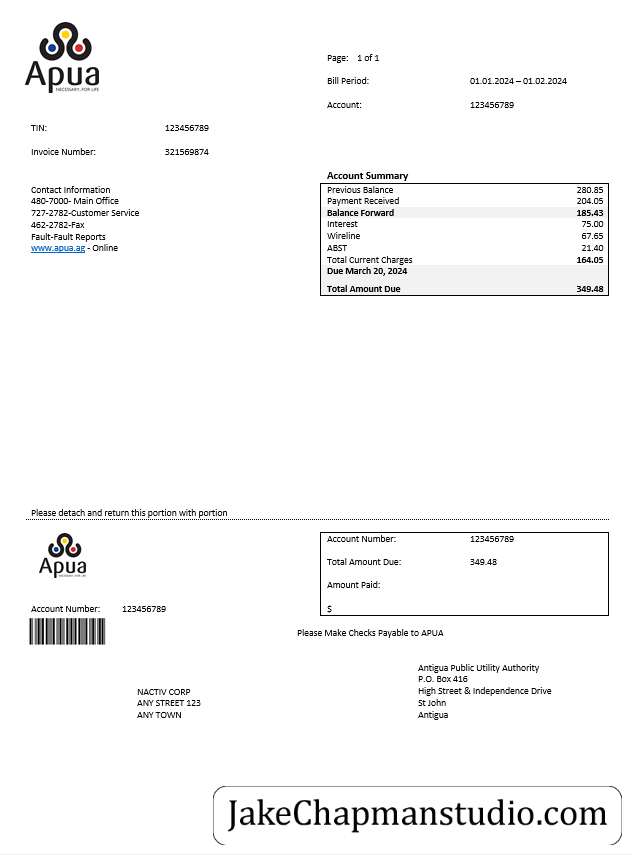 Apua
NECESSARY. FOR LIFE
Page: 1 of 1
Bill Period: 01.01.2024 – 01.02.2024
Account: 123456789
TIN: 123456789
Invoice Number: 321569874
Account Summary
Previous Balance 280.85
Payment Received 204.05
Balance Forward 185.43
Interest 75.00
Wireline 67.65
ABST 21.40
Total Current Charges 164.05
Due March 20, 2024
Total Amount Due 349.48
Contact Information
480-7000- Main Office
727-2782-Customer Service
462-2782-Fax
Fault-Fault Reports
www.apua.ag - Online
Please detach and return this portion with portion
Apua
NECESSARY. FOR LIFE
Account Number: 123456789
Account Number: 123456789
Total Amount Due: 349.48
Amount Paid:
$
Please Make Checks Payable to APUA
NACTIV CORP
ANY STREET 123
ANY TOWN
Antigua Public Utility Authority
P.O. Box 416
High Street & Independence Drive
St John
Antigua
JakeChapmanstudio.com